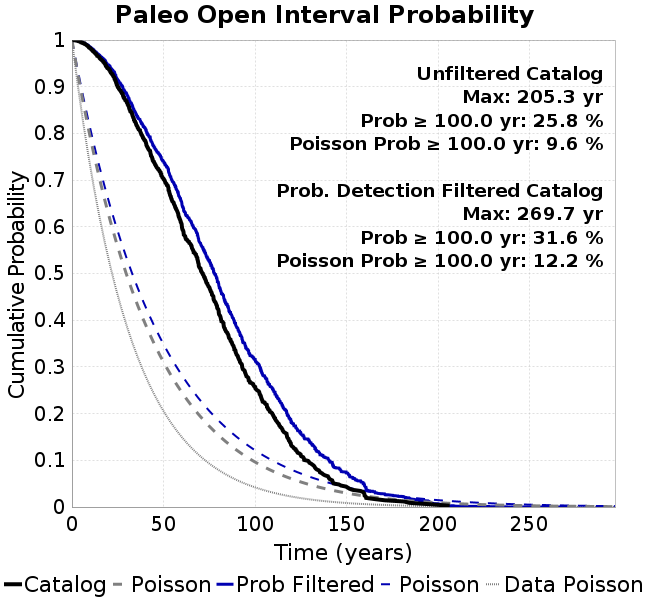 Paleo Open Interval Probability
Unfiltered Catalog
Max: 205.3 yr
Prob ≥ 100.0 yr: 25.8 %
Poisson Prob ≥ 100.0 yr: 9.6 %
Prob. Detection Filtered Catalog
Max: 269.7 yr
Prob ≥ 100.0 yr: 31.6 %
Poisson Prob ≥ 100.0 yr: 12.2 %
Cumulative Probability
1
0.9
0.8
0.7
0.6
0.5
0.4
0.3
0.2
0.1
0
0 50 100 150 200 250
Time (years)
Catalog Poisson Prob Filtered Poisson Data Poisson